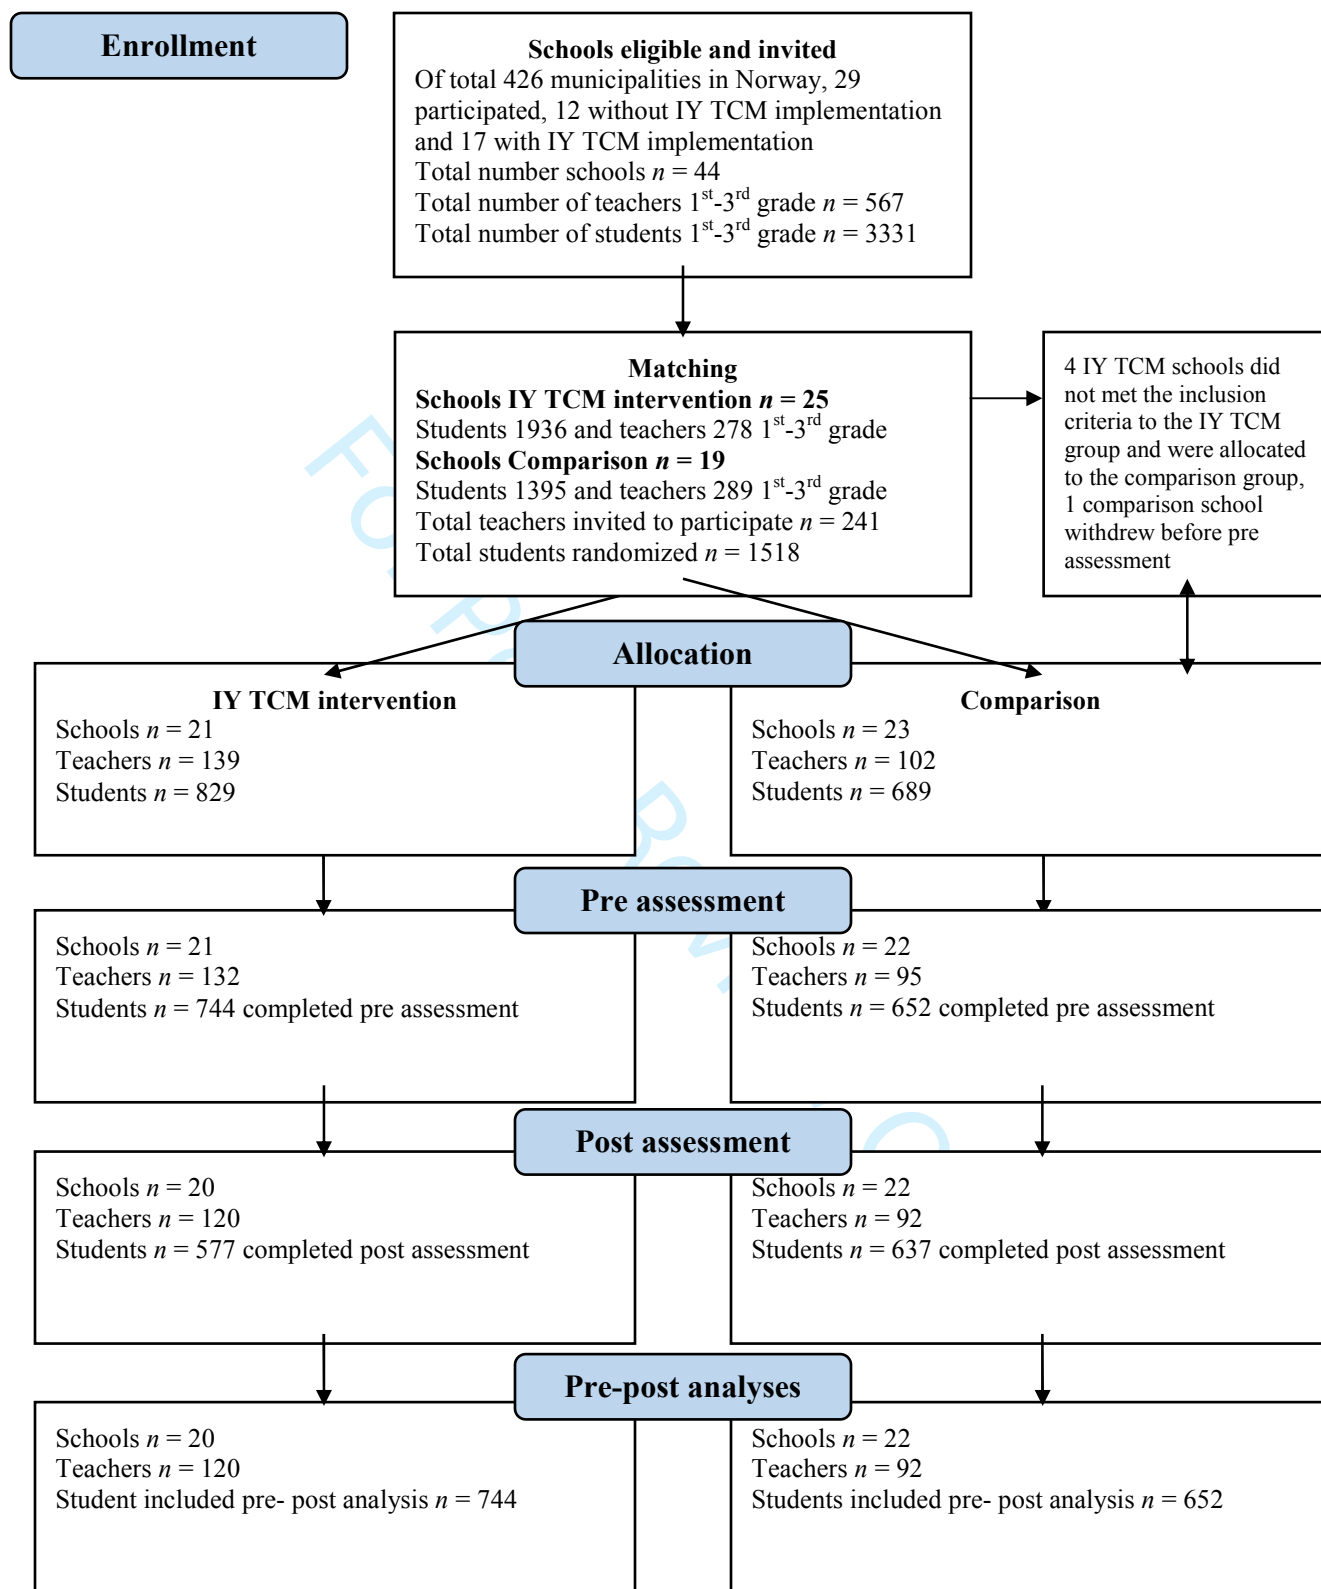 Enrollment
Schools eligible and invited
Of total 426 municipalities in Norway, 29
participated, 12 without IY TCM implementation
and 17 with IY TCM implementation
Total number schools n = 44
Total number of teachers 1st-3rd grade n = 567
Total number of students 1st-3rd grade n = 3331
Matching
Schools IY TCM intervention n = 25
Students 1936 and teachers 278 1st-3rd grade
Schools Comparison n = 19
Students 1395 and teachers 289 1st-3rd grade
Total teachers invited to participate n = 241
Total students randomized n = 1518
4 IY TCM schools did
not met the inclusion
criteria to the IY TCM
group and were allocated
to the comparison group,
1 comparison school
withdrew before pre
assessment
Allocation
IY TCM intervention
Schools n = 21
Teachers n = 139
Students n = 829
Comparison
Schools n = 23
Teachers n = 102
Students n = 689
Pre assessment
Schools n = 21
Teachers n = 132
Students n = 744 completed pre assessment
Schools n = 22
Teachers n = 95
Students n = 652 completed pre assessment
Post assessment
Schools n = 20
Teachers n = 120
Students n = 577 completed post assessment
Schools n = 22
Teachers n = 92
Students n = 637 completed post assessment
Pre-post analyses
Schools n = 20
Teachers n = 120
Student included pre- post analysis n = 744
Schools n = 22
Teachers n = 92
Students included pre- post analysis n = 652